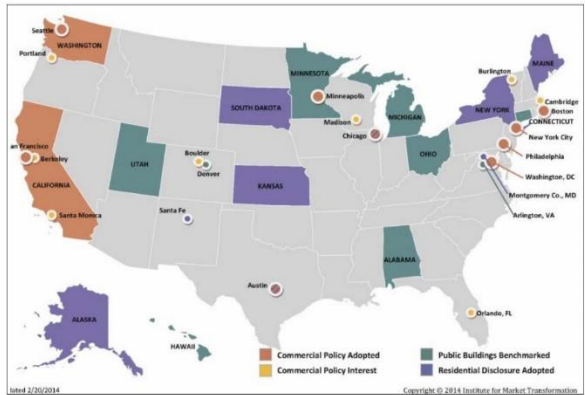 Seattle
WASHINGTON
Portland
MINNESOTA
Minneapolis
SOUTH DAKOTA
Madison
MICHIGAN
Chicago
MAINE
Burlington
NEW YORK
Cambridge
Boston
CONNECTICUT
New York City
Philadelphia
Washington, DC
Montgomery Co., MD
Arlington, VA
an Francisco
Berkeley
CALIFORNIA
Santa Monica
UTAH
Boulder
Denver
KANSAS
OHIO
Santa Fe
ALABAMA
Austin
Orlando, FL
ALASKA
HAWAII
Commercial Policy Adopted
Commercial Policy Interest
Public Buildings Benchmarked
Residential Disclosure Adopted
dated 2/20/2014
Copyright © 2014 Institute for Market Transformation